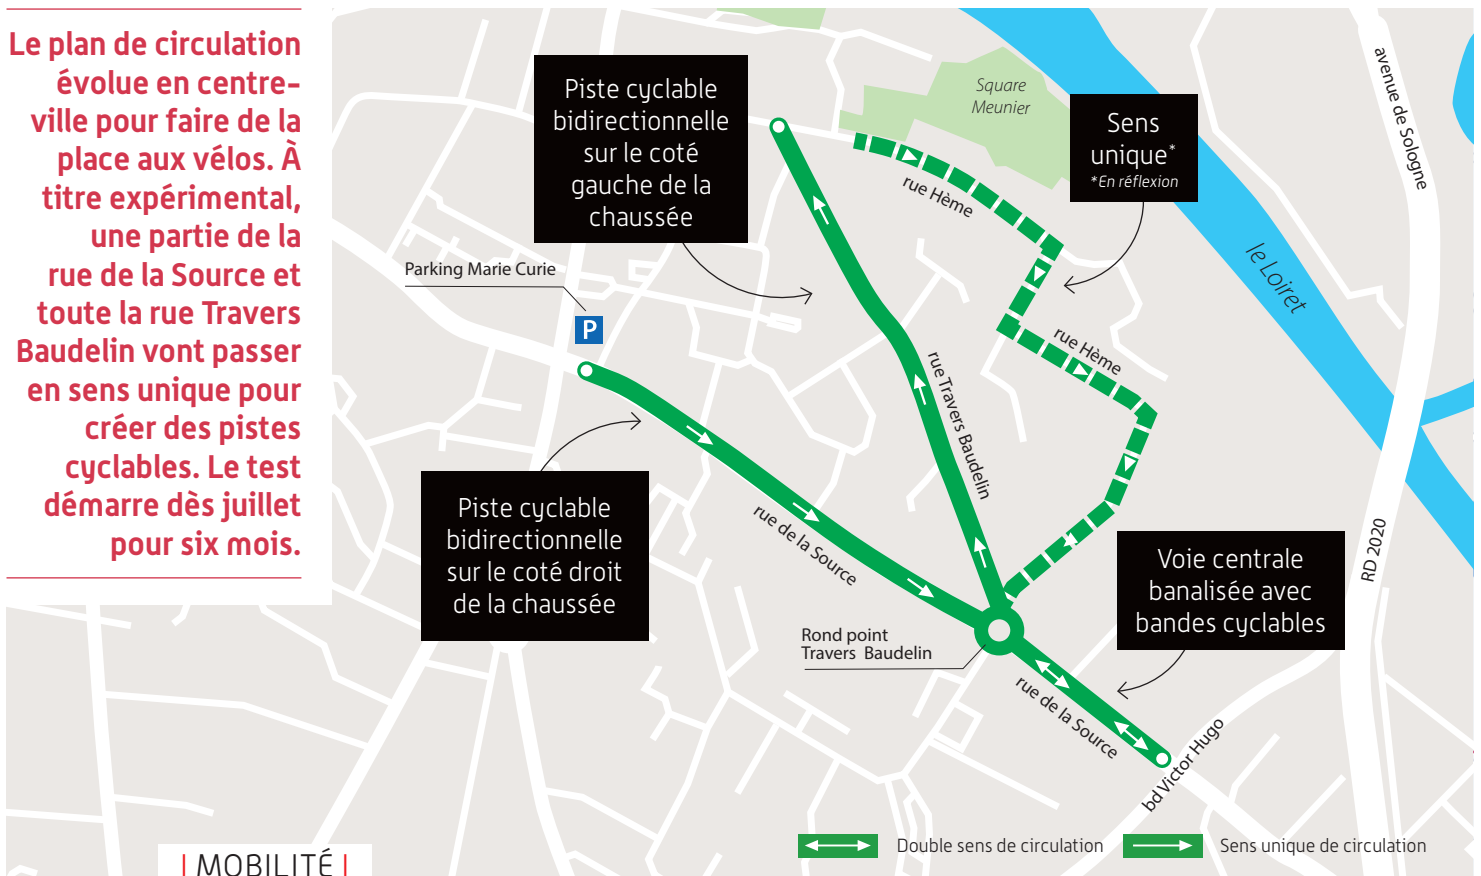 Le plan de circulation
évolue en centre-
ville pour faire de la
place aux vélos. À
titre expérimental,
une partie de la
rue de la Source et
toute la rue Travers
Baudelin vont passer
en sens unique pour
créer des pistes
cyclables. Le test
démarre dès juillet
pour six mois.
Piste cyclable
bidirectionnelle
sur le coté
gauche de la
chaussée
Square
Meunier
Sens
unique*
*En réflexion
avenue de Sologne
rue Hème
le Loiret
Parking Marie Curie
P
rue Hème
rue Travers Baudelin
Piste cyclable
bidirectionnelle
sur le coté droit
de la chaussée
rue de la Source
RD 2020
Voie centrale
banalisée avec
bandes cyclables
Rond point
Travers Baudelin
rue de la Source
bd Victor Hugo
Double sens de circulation
Sens unique de circulation
| MOBILITÉ |